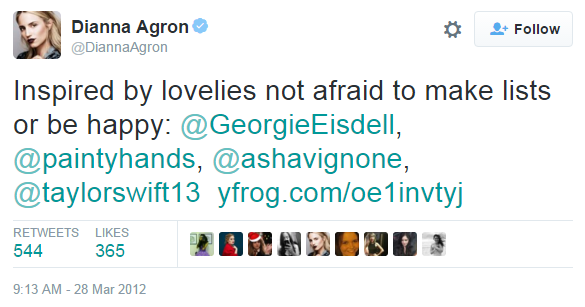 Dianna Agron
@DiannaAgron
Follow
Inspired by lovelies not afraid to make lists
or be happy: @GeorgieEisdell,
@paintyhands, @ashavignone,
@taylorswift13 yfrog.com/oe1invtyj
RETWEETS LIKES
544 365
9:13 AM - 28 Mar 2012